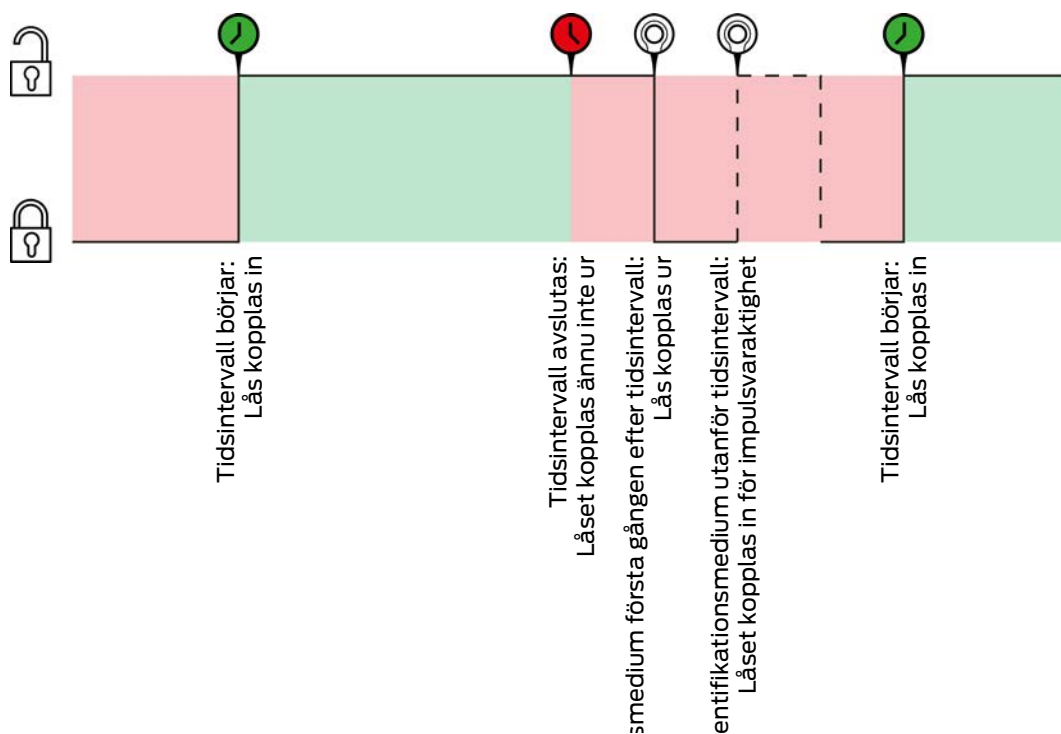 Tidsintervall börjar:
Lås kopplas in
Tidsintervall avslutas:
Låset kopplas ännu inte ur
smedium första gången efter tidsintervall:
Lås kopplas ur
entifikationsmedium utanför tidsintervall:
Låset kopplas in för impulsvaraktighet
Tidsintervall börjar:
Lås kopplas in